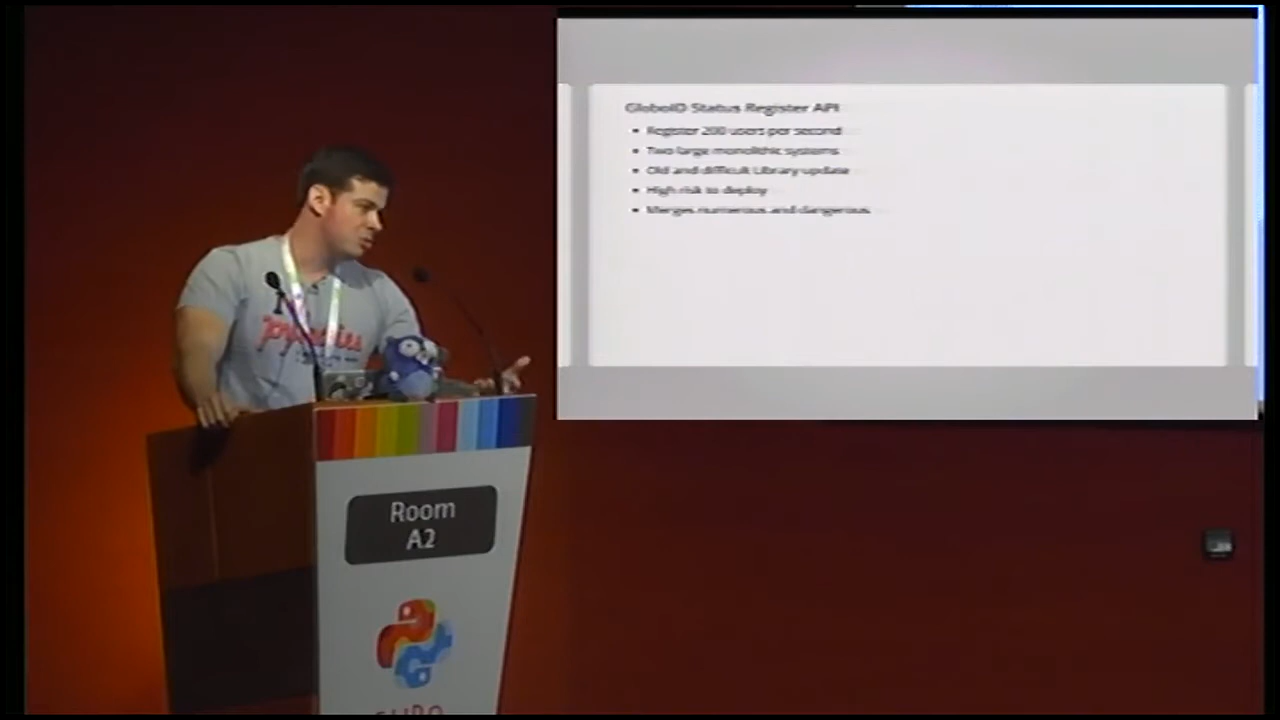 GloboID Status Register API
Register 200 users per second
Two large monolithic systems
Old and difficult Library update
High risk to deploy
Merges numerous and dangerous
I
Room
A2
EURO